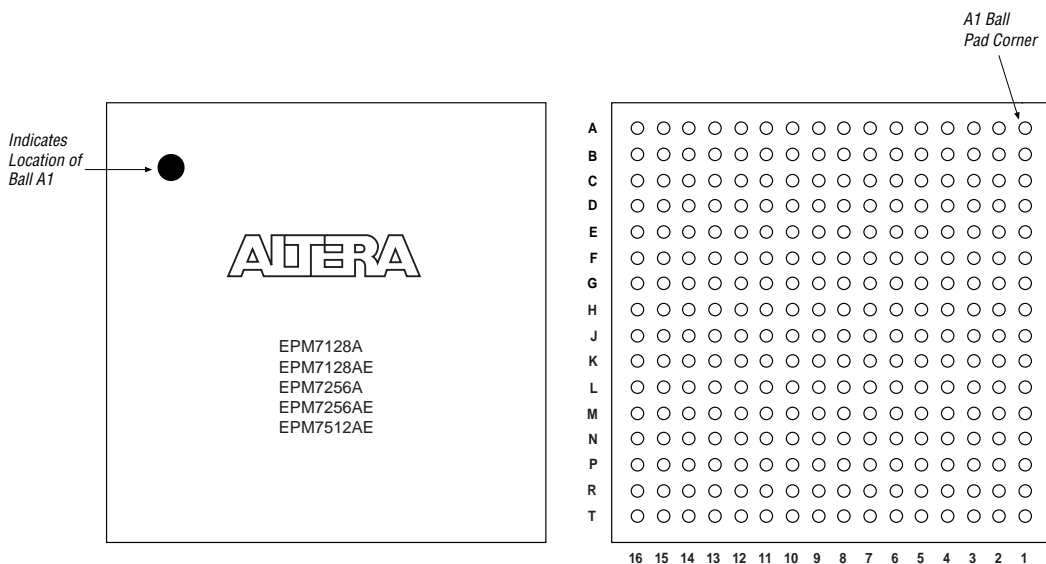 A1 Ball
Pad Corner
Indicates
Location of
Ball A1
ALTERA
EPM7128A
EPM7128AE
EPM7256A
EPM7256AE
EPM7512AE
A
B
C
D
E
F
G
H
J
K
L
M
N
P
R
T
16 15 14 13 12 11 10 9 8 7 6 5 4 3 2 1